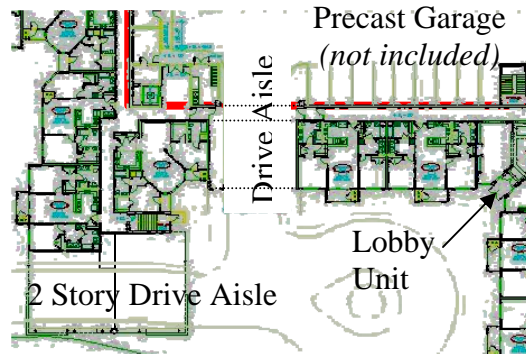 Precast Garage
(not included)
Drive Aisle
Lobby
Unit
2 Story Drive Aisle